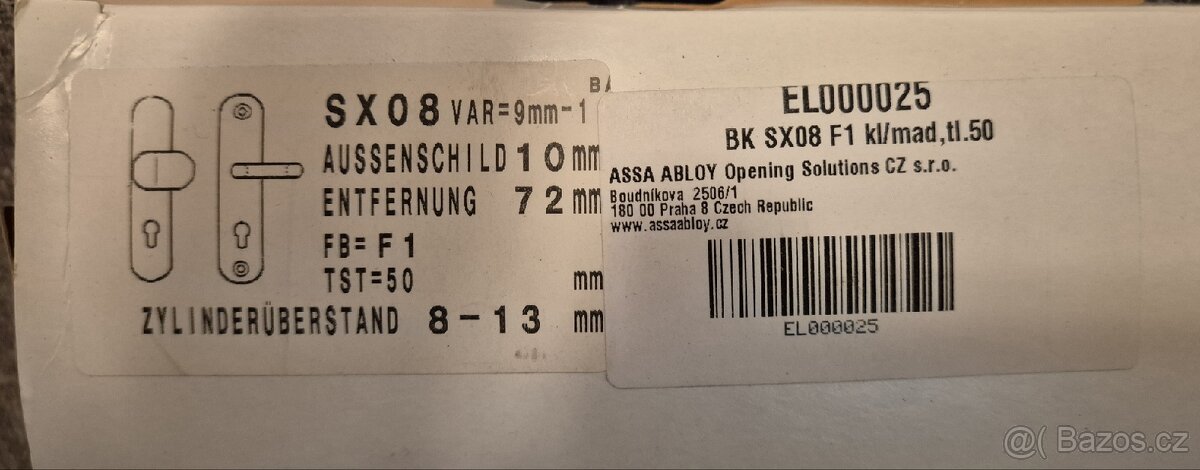 SX08 VAR=9mm-1
AUSSENSCHILD 10 mm
ENTFERNUNG 72 mm
FB= F1
TST=50 mm
ZYLINDERÜBERSTAND 8-13 mm
EL000025
BK SX08 F1 kl/mad,tl.50
ASSA ABLOY Opening Solutions CZ s.r.o.
Boudníkova 2506/1
180 00 Praha 8 Czech Republic
www.assaabloy.cz
EL000025
@( Bazos.cz